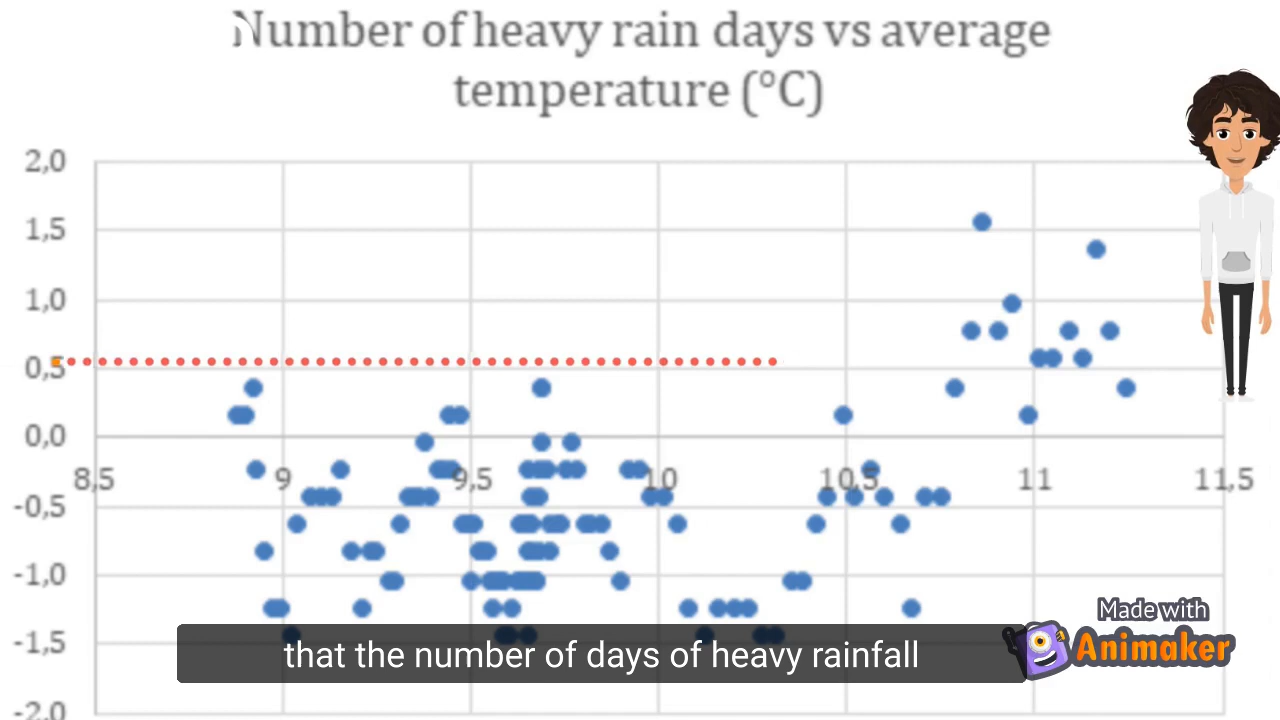 Number of heavy rain days vs average
temperature (°C)
2,0
1,5
1,0
0,5
0,0
8,5 9 9,5 10 10,5 11 11,5
-0,5
-1,0
-1,5
-2,0
that the number of days of heavy rainfall
Made with
Animaker